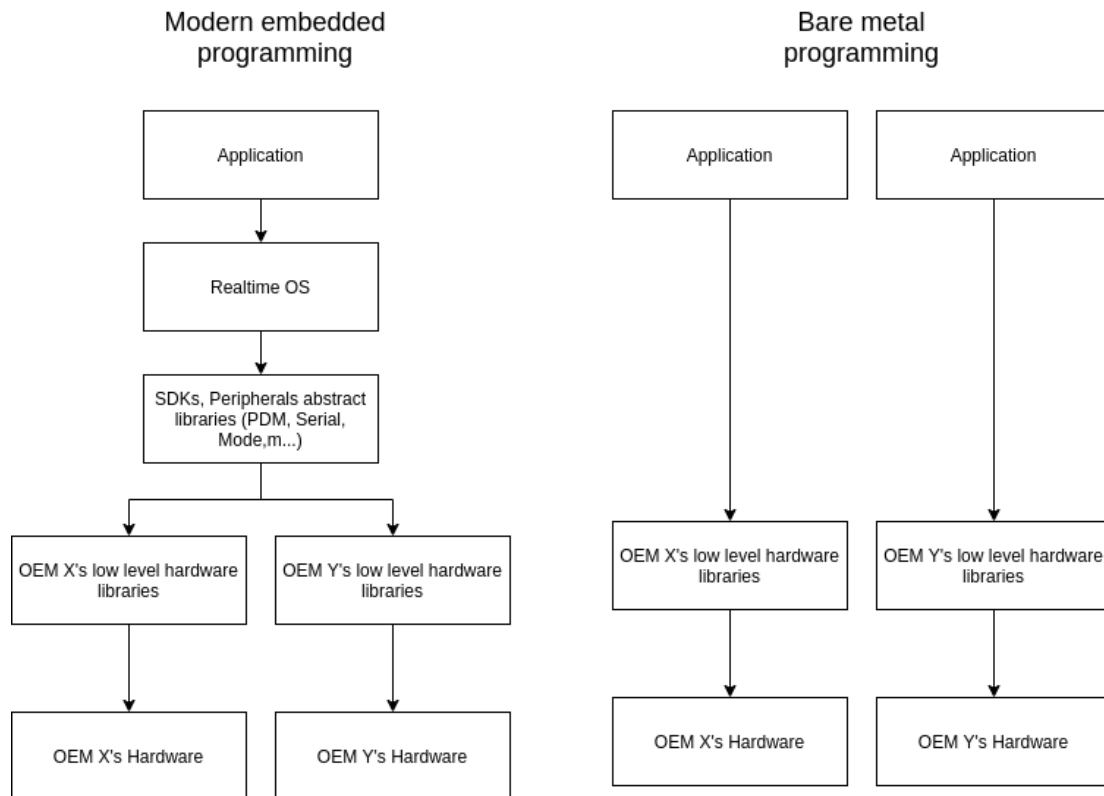 Modern embedded
programming
Application
Realtime OS
SDKs, Peripherals abstract
libraries (PDM, Serial,
Mode,m...)
OEM X's low level hardware
libraries
OEM Y's low level hardware
libraries
OEM X's Hardware
OEM Y's Hardware
Bare metal
programming
Application
Application
OEM X's low level hardware
libraries
OEM Y's low level hardware
libraries
OEM X's Hardware
OEM Y's Hardware